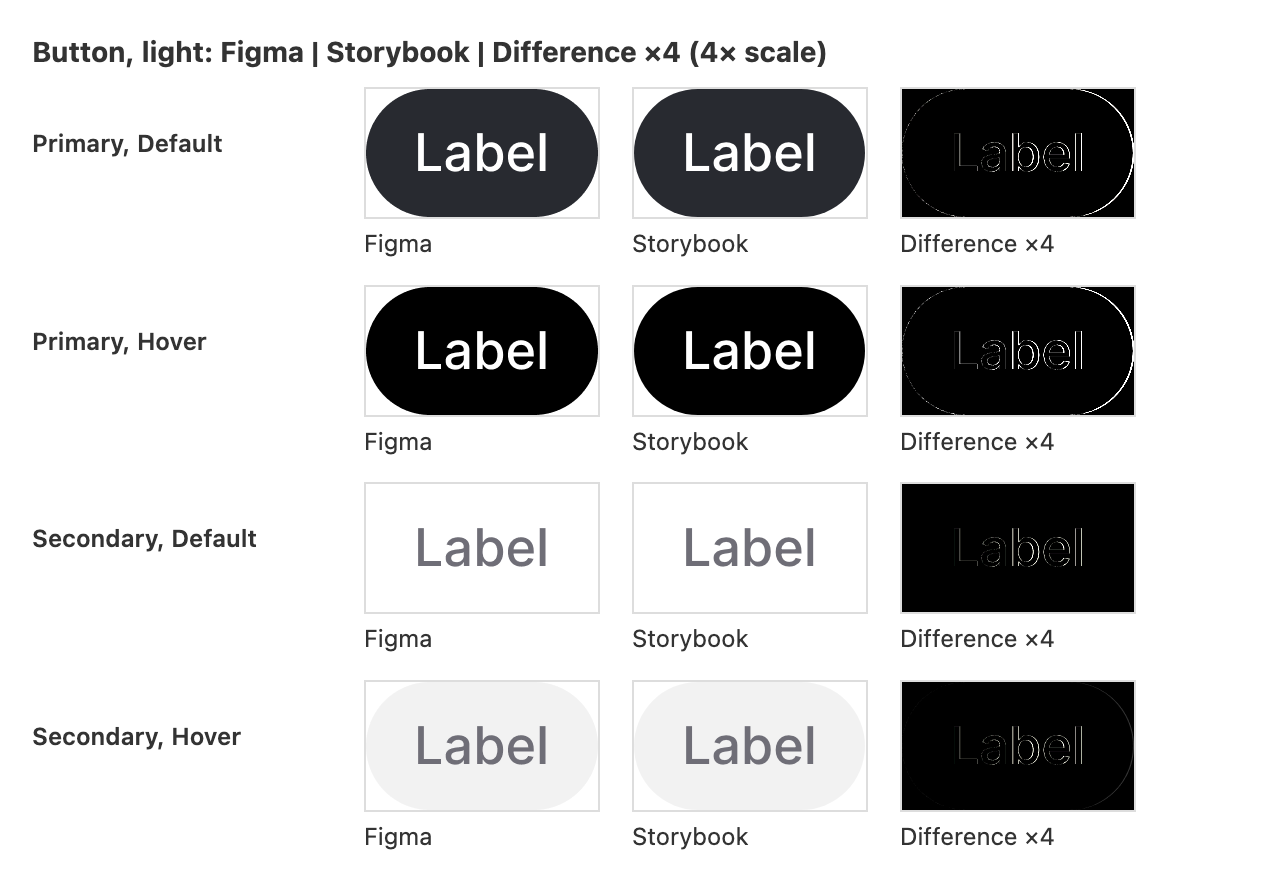 Button, light: Figma | Storybook | Difference ×4 (4× scale)
Primary, Default
Label
Label
Label
Figma
Storybook
Difference ×4
Primary, Hover
Label
Label
Label
Figma
Storybook
Difference ×4
Secondary, Default
Label
Label
Label
Figma
Storybook
Difference ×4
Secondary, Hover
Label
Label
Label
Figma
Storybook
Difference ×4